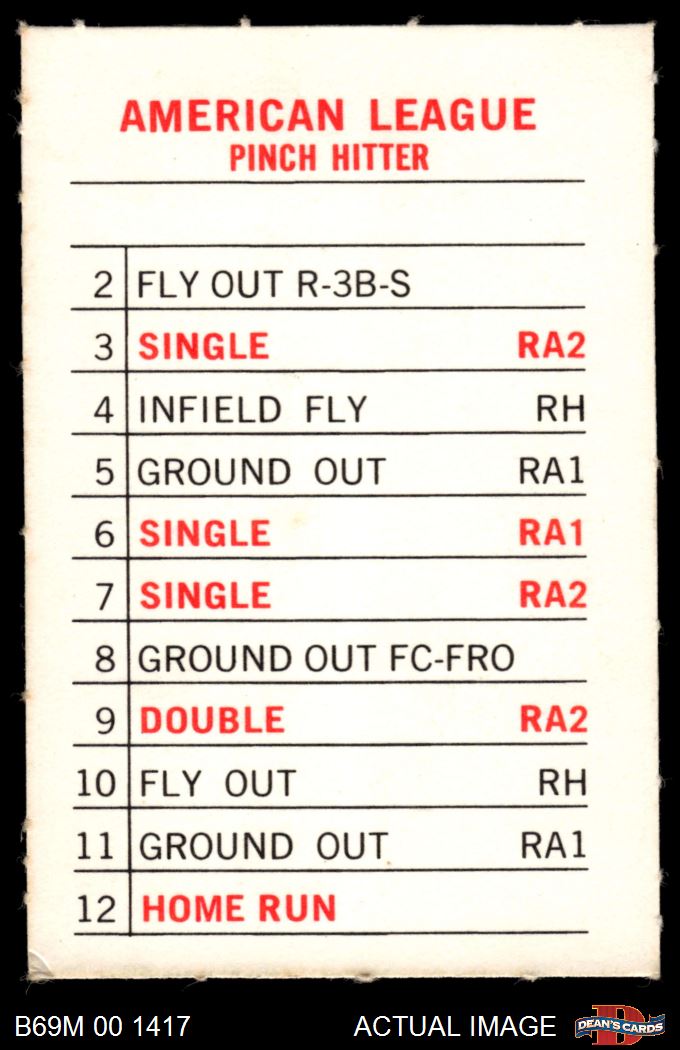 AMERICAN LEAGUE
PINCH HITTER
2 FLY OUT R-3B-S
3 SINGLE RA2
4 INFIELD FLY RH
5 GROUND OUT RA1
6 SINGLE RA1
7 SINGLE RA2
8 GROUND OUT FC-FRO
9 DOUBLE RA2
10 FLY OUT RH
11 GROUND OUT RA1
12 HOME RUN
B69M 00 1417 ACTUAL IMAGE D DEAN'S CARDS